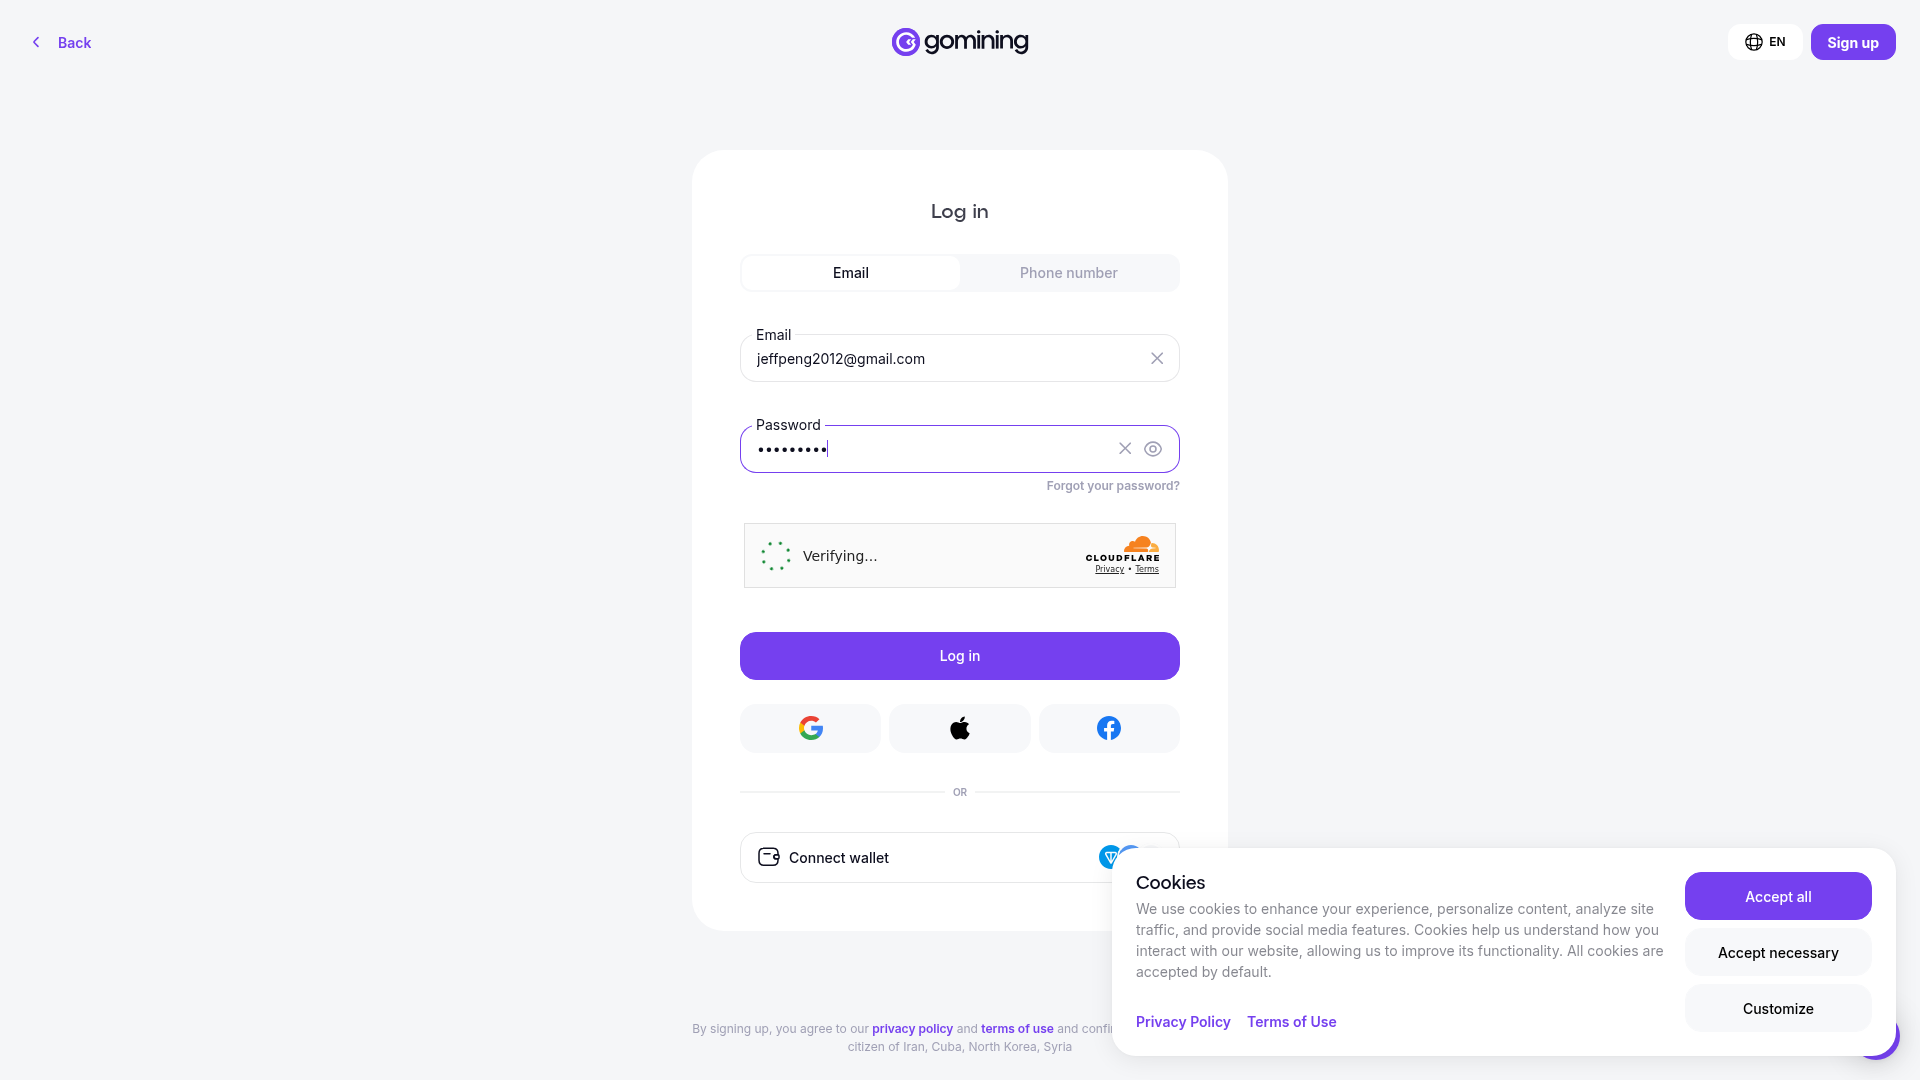 Back
gomining
EN
Sign up
Log in
Email
Phone number
Email
jeffpeng2012@gmail.com
Password
•••••••••
Forgot your password?
Verifying...
CLOUDFLARE
Privacy • Terms
Log in
OR
Connect wallet
Cookies
We use cookies to enhance your experience, personalize content, analyze site
traffic, and provide social media features. Cookies help us understand how you
interact with our website, allowing us to improve its functionality. All cookies are
accepted by default.
Privacy Policy
Terms of Use
Accept all
Accept necessary
Customize
By signing up, you agree to our privacy policy and terms of use and
citizen of Iran, Cuba, North Korea, Syria